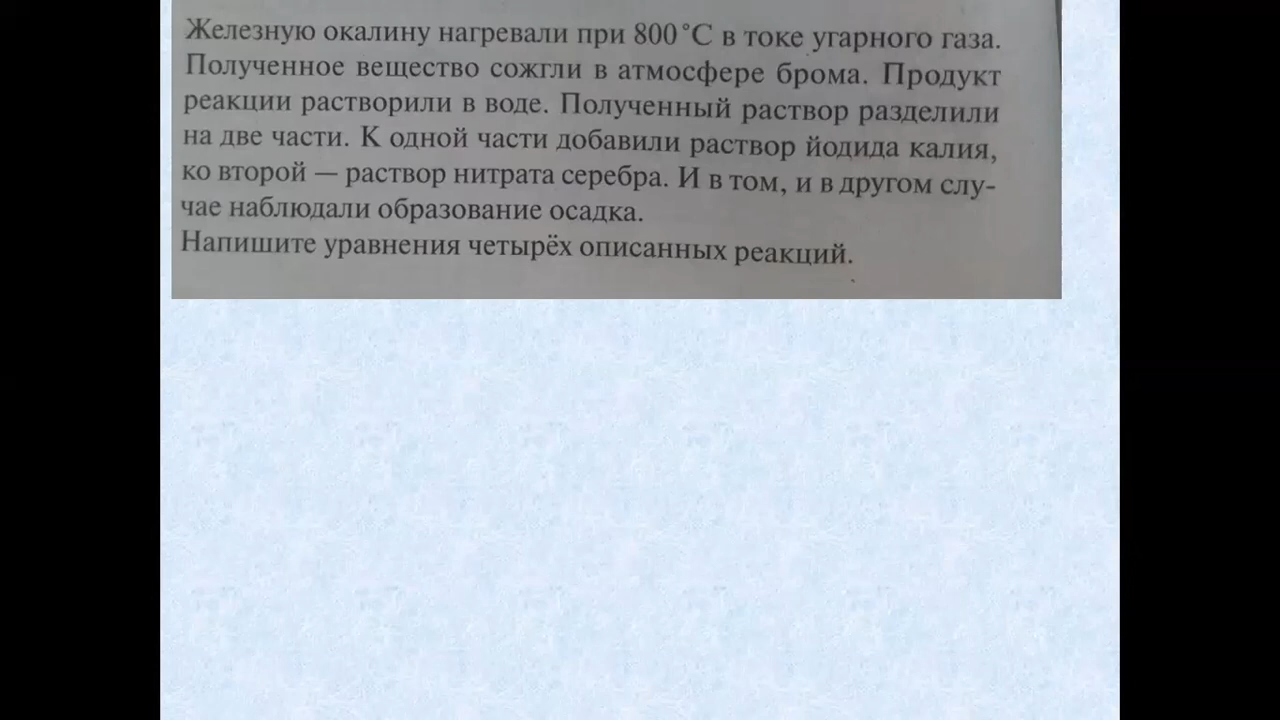 Железную окалину нагревали при 800 °С в токе угарного газа.
Полученное вещество сожгли в атмосфере брома. Продукт
реакции растворили в воде. Полученный раствор разделили
на две части. К одной части добавили раствор йодида калия,
ко второй — раствор нитрата серебра. И в том, и в другом слу-
чае наблюдали образование осадка.
Напишите уравнения четырёх описанных реакций.